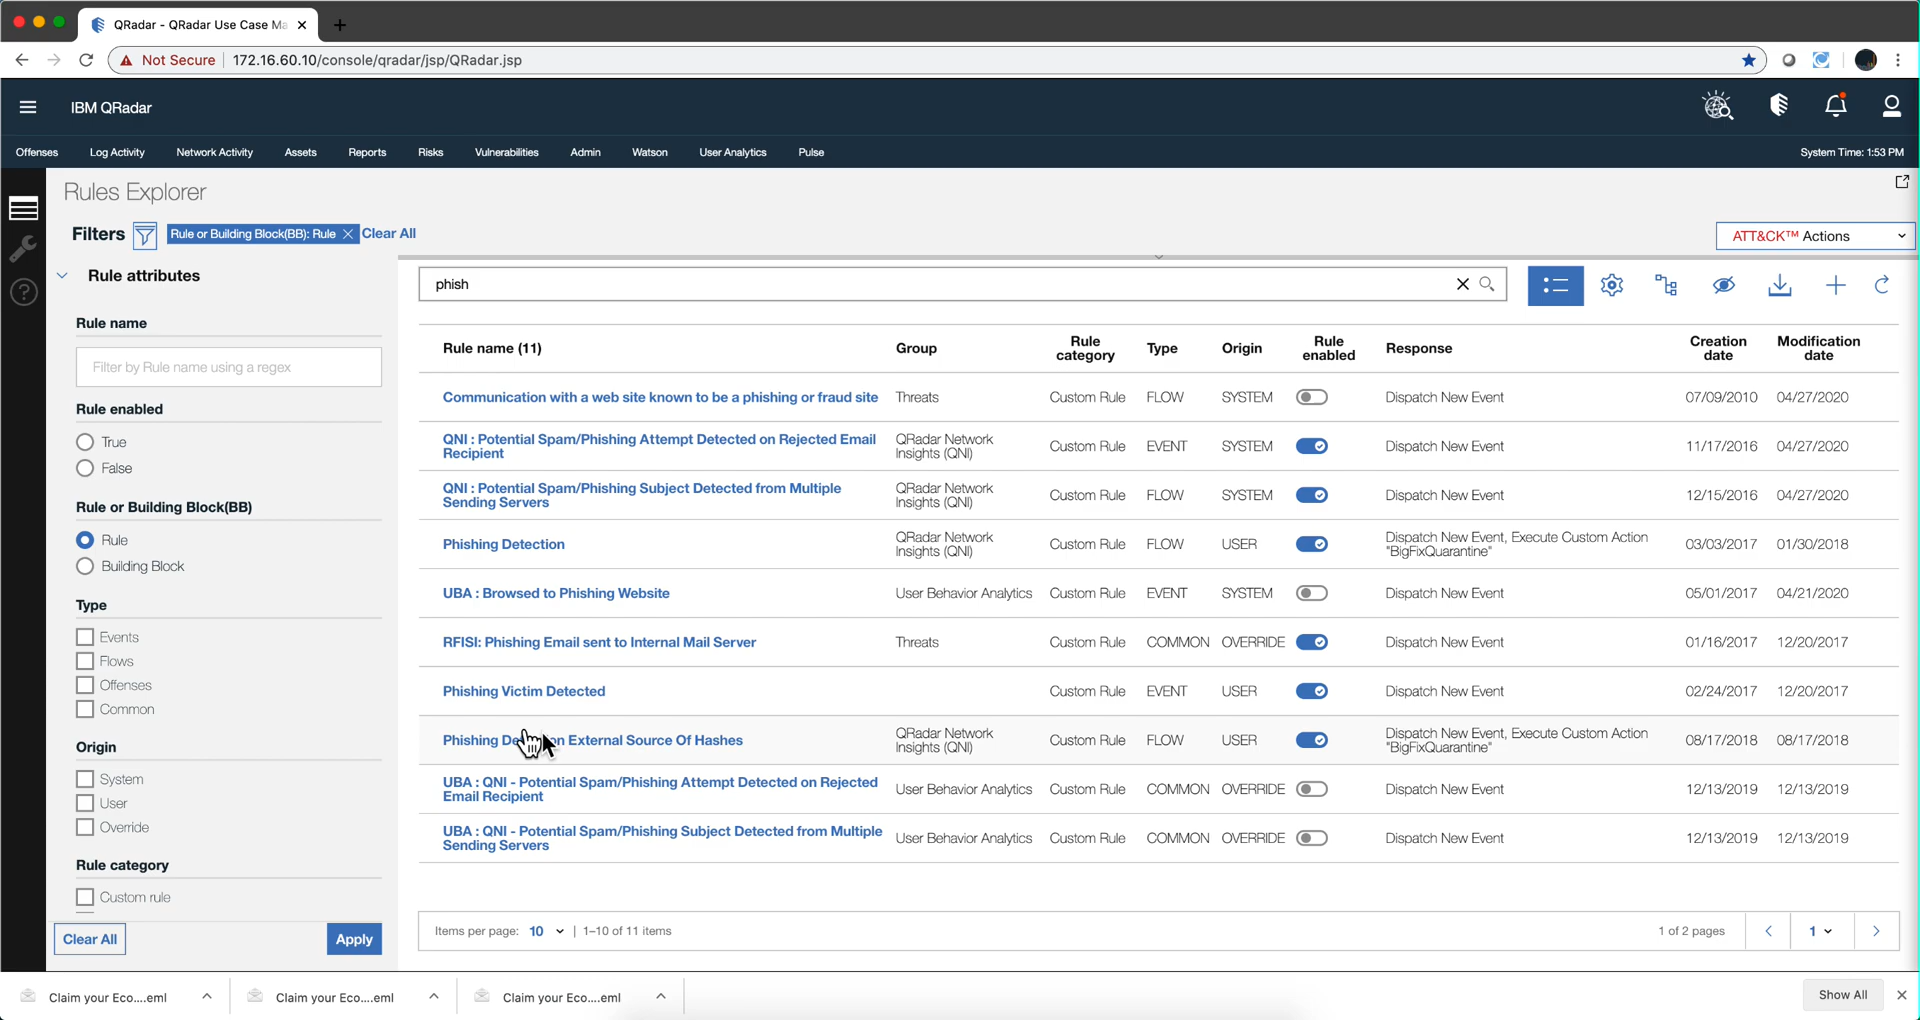 QRadar - QRadar Use Case Ma
Not Secure 172.16.60.10/console/qradar/jsp/QRadar.jsp
IBM QRadar
Offenses Log Activity Network Activity Assets Reports Risks Vulnerabilities Admin Watson User Analytics Pulse System Time: 1:53 PM
Rules Explorer
Filters Rule or Building Block(BB): Rule Clear All ATT&CK™ Actions
Rule attributes
phish
Rule name
Filter by Rule name using a regex
Rule enabled
True
False
Rule or Building Block(BB)
Rule
Building Block
Type
Events
Flows
Offenses
Common
Origin
System
User
Override
Rule category
Custom rule
Clear All Apply
Rule name (11) Group Rule category Type Origin Rule enabled Response Creation date Modification date
Communication with a web site known to be a phishing or fraud site Threats Custom Rule FLOW SYSTEM Dispatch New Event 07/09/2010 04/27/2020
QNI : Potential Spam/Phishing Attempt Detected on Rejected Email Recipient QRadar Network Insights (QNI) Custom Rule EVENT SYSTEM Dispatch New Event 11/17/2016 04/27/2020
QNI : Potential Spam/Phishing Subject Detected from Multiple Sending Servers QRadar Network Insights (QNI) Custom Rule FLOW SYSTEM Dispatch New Event 12/15/2016 04/27/2020
Phishing Detection QRadar Network Insights (QNI) Custom Rule FLOW USER Dispatch New Event, Execute Custom Action "BigFixQuarantine" 03/03/2017 01/30/2018
UBA : Browsed to Phishing Website User Behavior Analytics Custom Rule EVENT SYSTEM Dispatch New Event 05/01/2017 04/21/2020
RFISI: Phishing Email sent to Internal Mail Server Threats Custom Rule COMMON OVERRIDE Dispatch New Event 01/16/2017 12/20/2017
Phishing Victim Detected Custom Rule EVENT USER Dispatch New Event 02/24/2017 12/20/2017
Phishing External Source Of Hashes QRadar Network Insights (QNI) Custom Rule FLOW USER Dispatch New Event, Execute Custom Action "BigFixQuarantine" 08/17/2018 08/17/2018
UBA : QNI - Potential Spam/Phishing Attempt Detected on Rejected Email Recipient User Behavior Analytics Custom Rule COMMON OVERRIDE Dispatch New Event 12/13/2019 12/13/2019
UBA : QNI - Potential Spam/Phishing Subject Detected from Multiple Sending Servers User Behavior Analytics Custom Rule COMMON OVERRIDE Dispatch New Event 12/13/2019 12/13/2019
Items per page: 10 | 1–10 of 11 items 1 of 2 pages 1
Claim your Eco....eml Claim your Eco....eml Claim your Eco....eml Show All